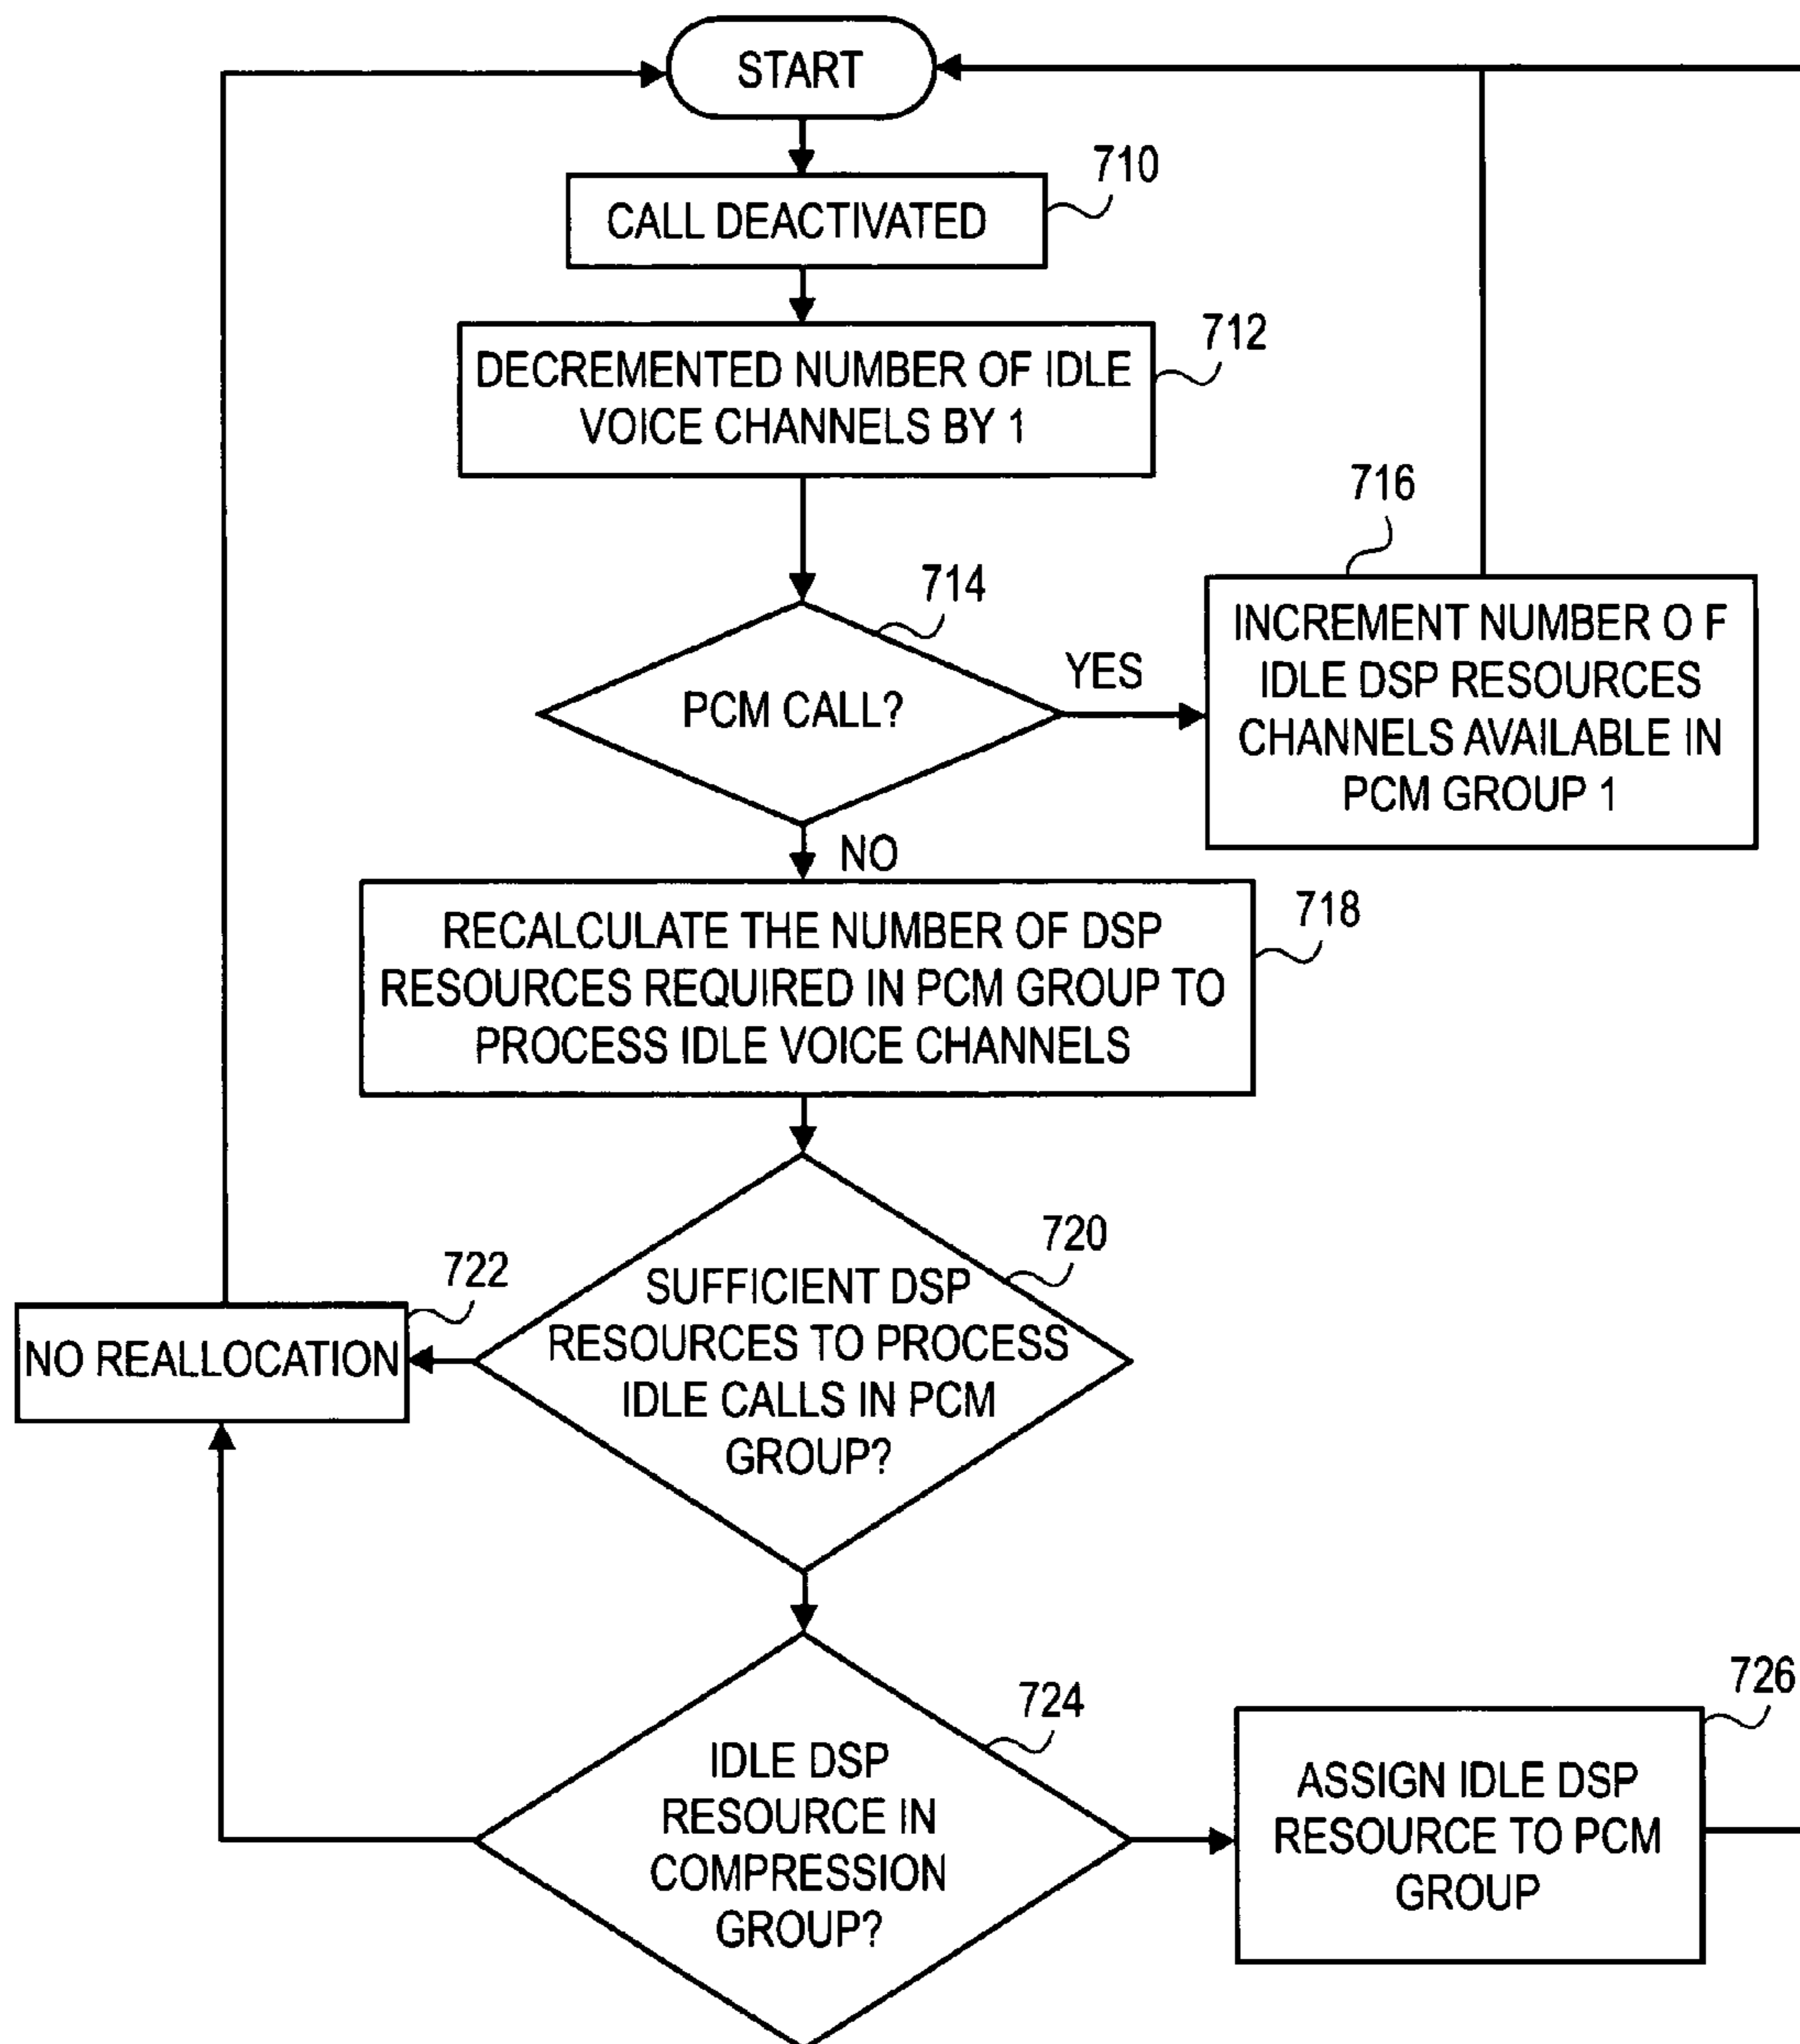 START
710
CALL DEACTIVATED
712
DECREMENTED NUMBER OF IDLE
VOICE CHANNELS BY 1
714
PCM CALL?
YES
716
INCREMENT NUMBER O F
IDLE DSP RESOURCES
CHANNELS AVAILABLE IN
PCM GROUP 1
NO
718
RECALCULATE THE NUMBER OF DSP
RESOURCES REQUIRED IN PCM GROUP TO
PROCESS IDLE VOICE CHANNELS
720
SUFFICIENT DSP
RESOURCES TO PROCESS
IDLE CALLS IN PCM
GROUP?
722
NO REALLOCATION
724
IDLE DSP
RESOURCE IN
COMPRESSION
GROUP?
726
ASSIGN IDLE DSP
RESOURCE TO PCM
GROUP